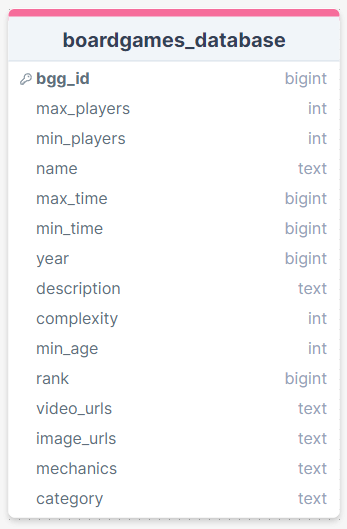 boardgames_database
bgg_id bigint
max_players int
min_players int
name text
max_time bigint
min_time bigint
year bigint
description text
complexity int
min_age int
rank bigint
video_urls text
image_urls text
mechanics text
category text